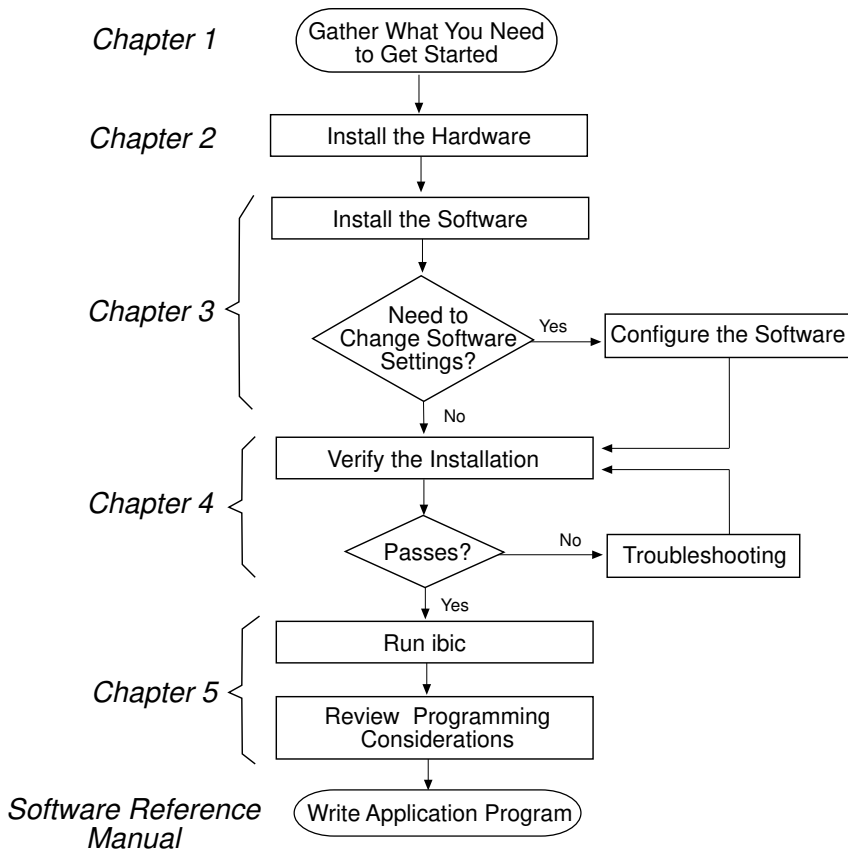 Chapter 1
Gather What You Need
to Get Started
Chapter 2
Install the Hardware
Install the Software
Chapter 3
Need to
Change Software
Settings?
Yes
Configure the Software
No
Verify the Installation
Chapter 4
Passes?
No
Troubleshooting
Yes
Run ibic
Chapter 5
Review Programming
Considerations
Software Reference
Manual
Write Application Program